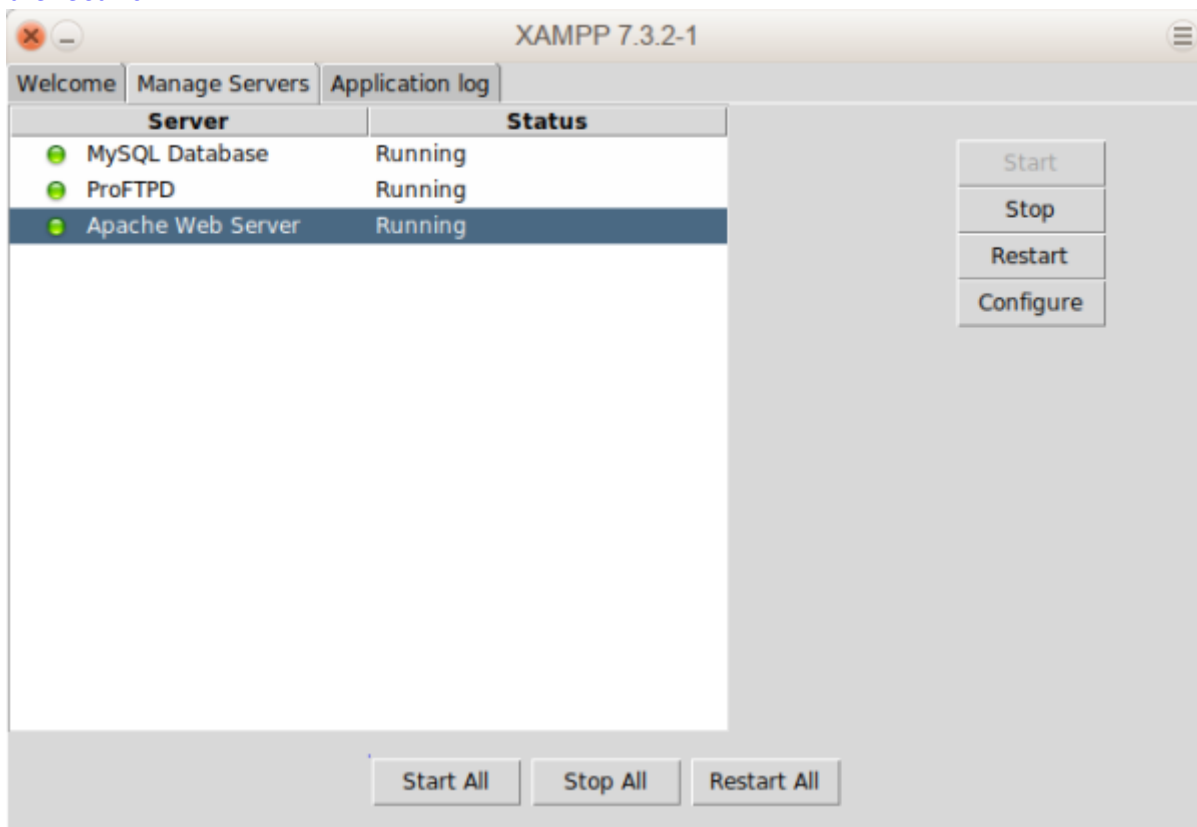 XAMPP 7.3.2-1
Welcome Manage Servers Application log
Server Status
MySQL Database Running
ProFTPD Running
Apache Web Server Running
Start
Stop
Restart
Configure
Start All Stop All Restart All